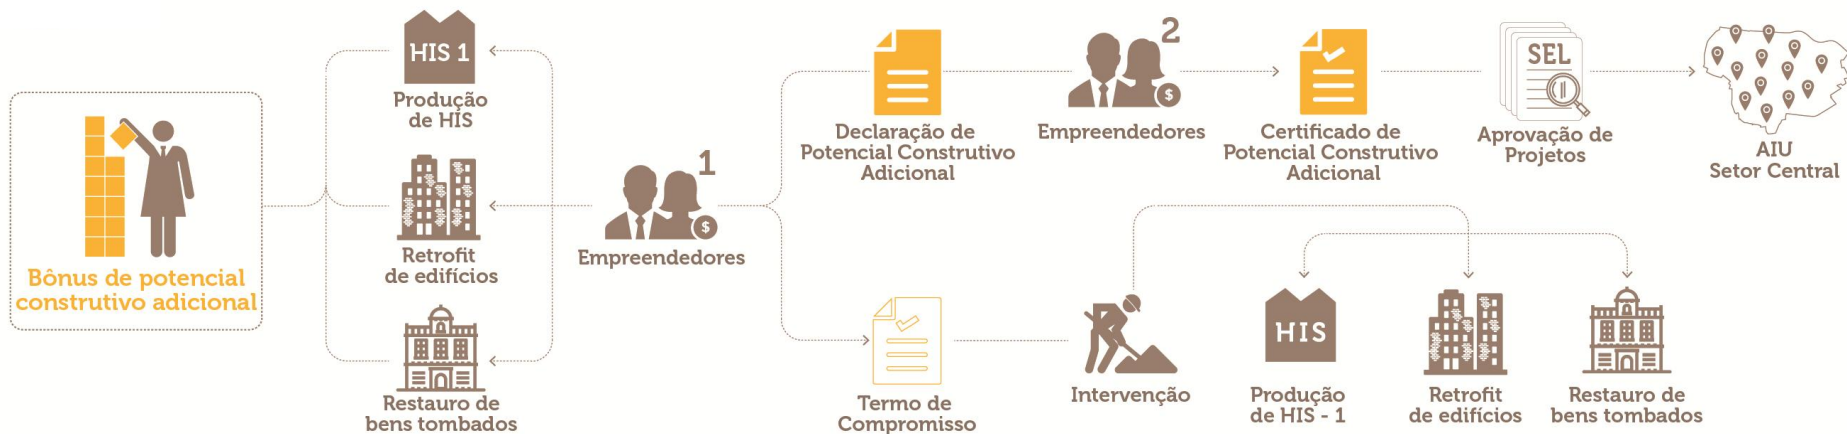 Bônus de potencial
construtivo adicional
HIS 1
Produção
de HIS
Retrofit
de edifícios
Restauro de
bens tombados
1
$
Empreendedores
Declaração de
Potencial Construtivo
Adicional
2
$
Empreendedores
Certificado de
Potencial Construtivo
Adicional
SEL
Aprovação de
Projetos
AIU
Setor Central
Termo de
Compromisso
Intervenção
HIS
Produção
de HIS - 1
Retrofit
de edifícios
Restauro de
bens tombados